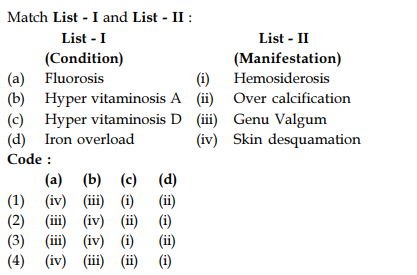 Match List - I and List - II :
List - I List - II
(Condition) (Manifestation)
(a) Fluorosis (i) Hemosiderosis
(b) Hyper vitaminosis A (ii) Over calcification
(c) Hyper vitaminosis D (iii) Genu Valgum
(d) Iron overload (iv) Skin desquamation
Code :
(a) (b) (c) (d)
(1) (iv) (iii) (i) (ii)
(2) (iii) (iv) (ii) (i)
(3) (iii) (iv) (i) (ii)
(4) (iv) (iii) (ii) (i)